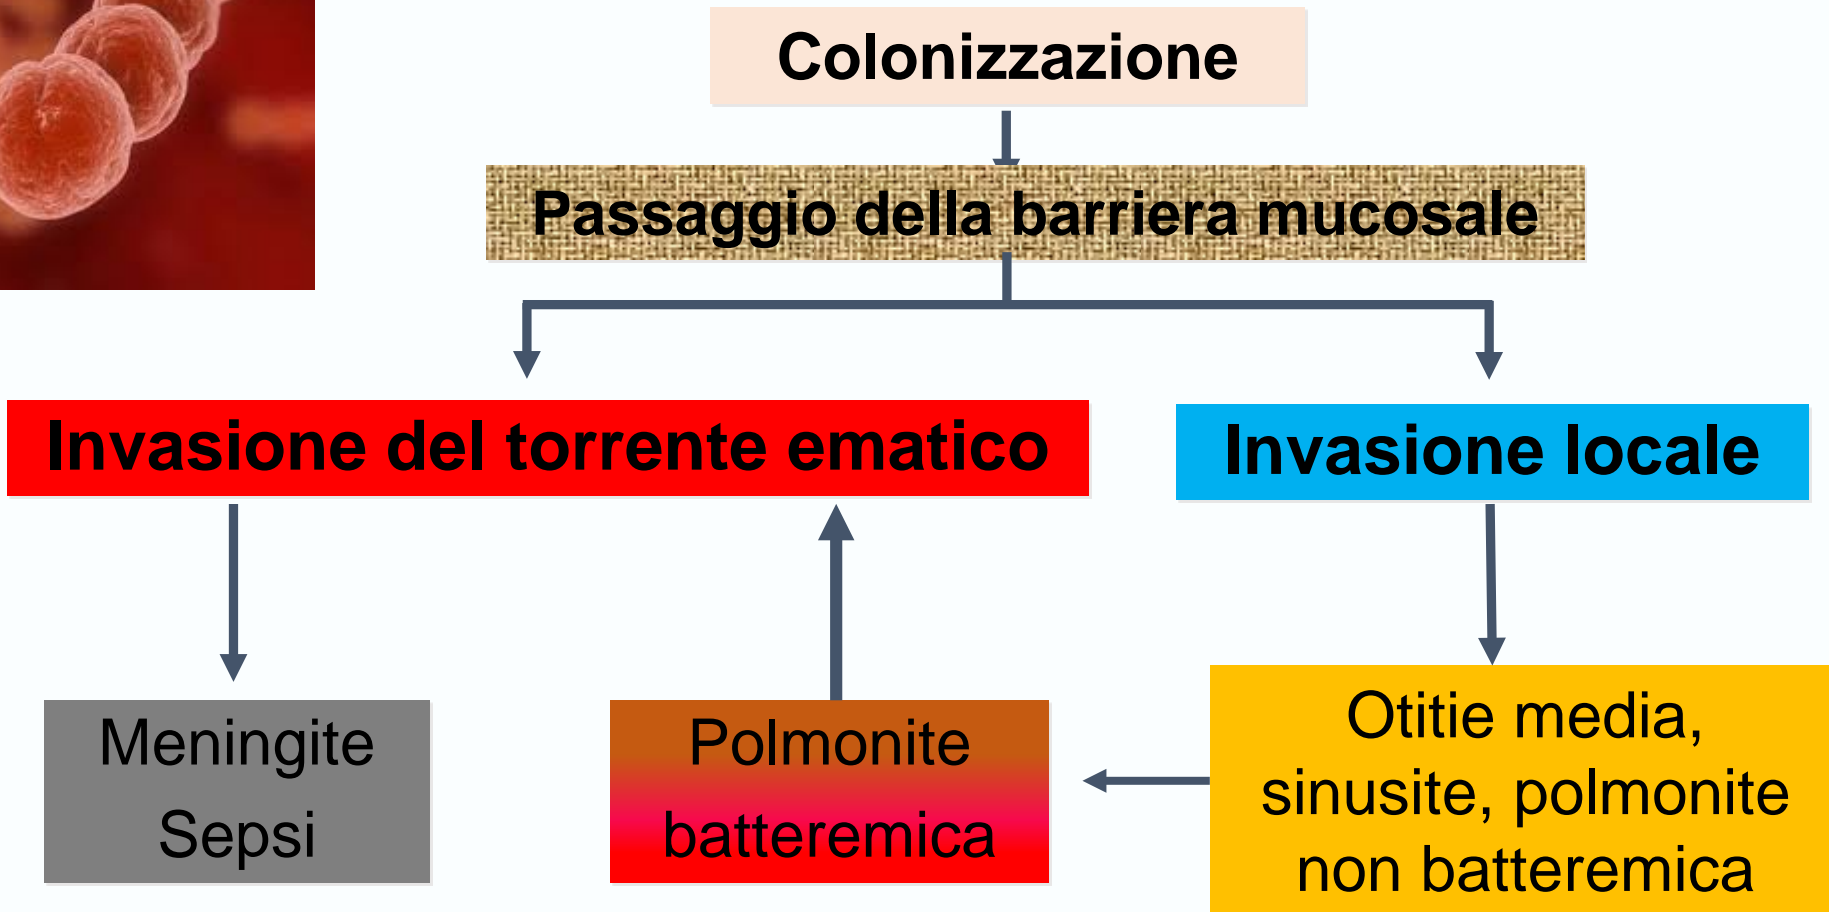 Colonizzazione
Passaggio della barriera mucosale
Invasione del torrente ematico
Invasione locale
Meningite
Sepsi
Polmonite
batteremica
Otitie media,
sinusite, polmonite
non batteremica